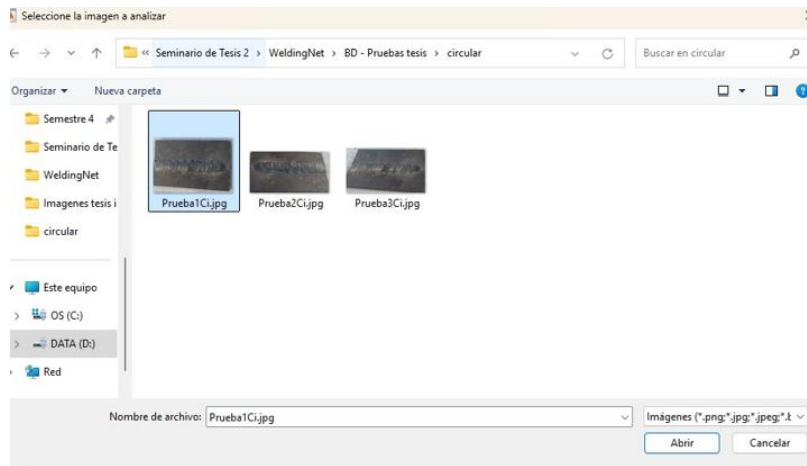 Seleccione la imagen a analizar
« Seminario de Tesis 2 > WeldingNet > BD - Pruebas tesis > circular
Buscar en circular
Organizar Nueva carpeta
Semestre 4
Seminario de Te
WeldingNet
Imagenes tesis i
circular
Prueba1Ci.jpg Prueba2Ci.jpg Prueba3Ci.jpg
Este equipo
OS (C:)
DATA (D:)
Red
Nombre de archivo: Prueba1Ci.jpg
Imágenes (*.png;*.jpg;*.jpeg;*.b
Abrir Cancelar